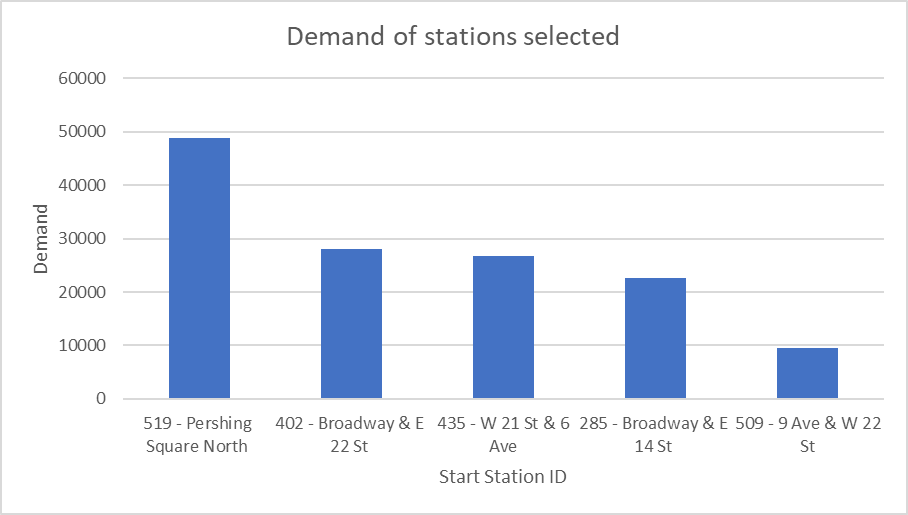 Demand of stations selected
60000
50000
40000
30000
20000
10000
0
Demand
519 - Pershing
Square North
402 - Broadway & E
22 St
435 - W 21 St & 6
Ave
285 - Broadway & E
14 St
509 - 9 Ave & W 22
St
Start Station ID